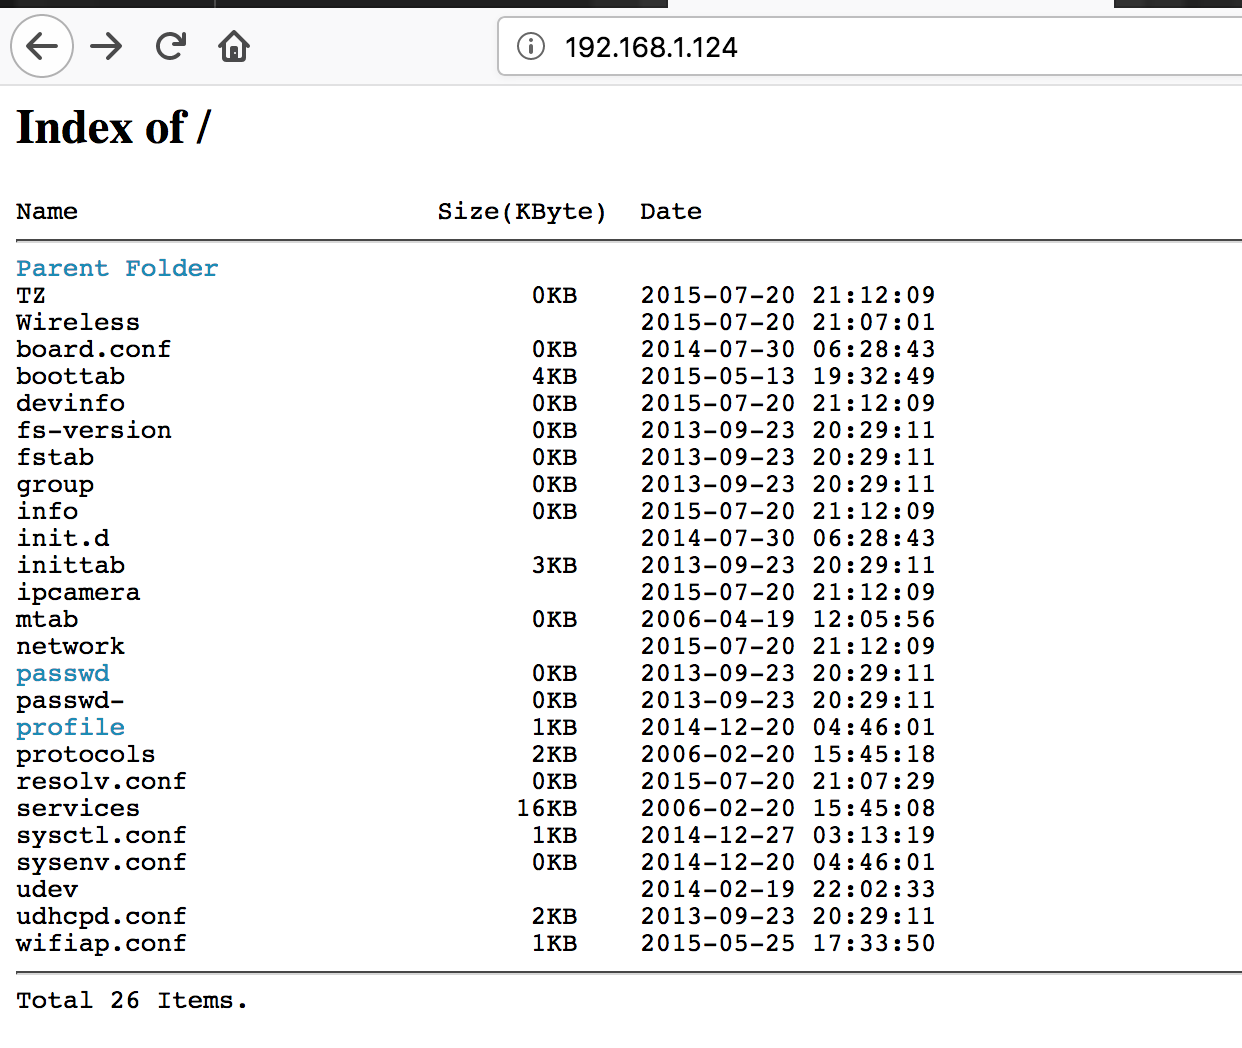 192.168.1.124
Index of /
Name Size(KByte) Date
Parent Folder
TZ 0KB 2015-07-20 21:12:09
Wireless 2015-07-20 21:07:01
board.conf 0KB 2014-07-30 06:28:43
boottab 4KB 2015-05-13 19:32:49
devinfo 0KB 2015-07-20 21:12:09
fs-version 0KB 2013-09-23 20:29:11
fstab 0KB 2013-09-23 20:29:11
group 0KB 2013-09-23 20:29:11
info 0KB 2015-07-20 21:12:09
init.d 2014-07-30 06:28:43
inittab 3KB 2013-09-23 20:29:11
ipcamera 2015-07-20 21:12:09
mtab 0KB 2006-04-19 12:05:56
network 2015-07-20 21:12:09
passwd 0KB 2013-09-23 20:29:11
passwd- 0KB 2013-09-23 20:29:11
profile 1KB 2014-12-20 04:46:01
protocols 2KB 2006-02-20 15:45:18
resolv.conf 0KB 2015-07-20 21:07:29
services 16KB 2006-02-20 15:45:08
sysctl.conf 1KB 2014-12-27 03:13:19
sysenv.conf 0KB 2014-12-20 04:46:01
udev 2014-02-19 22:02:33
udhcpd.conf 2KB 2013-09-23 20:29:11
wifiap.conf 1KB 2015-05-25 17:33:50
Total 26 Items.